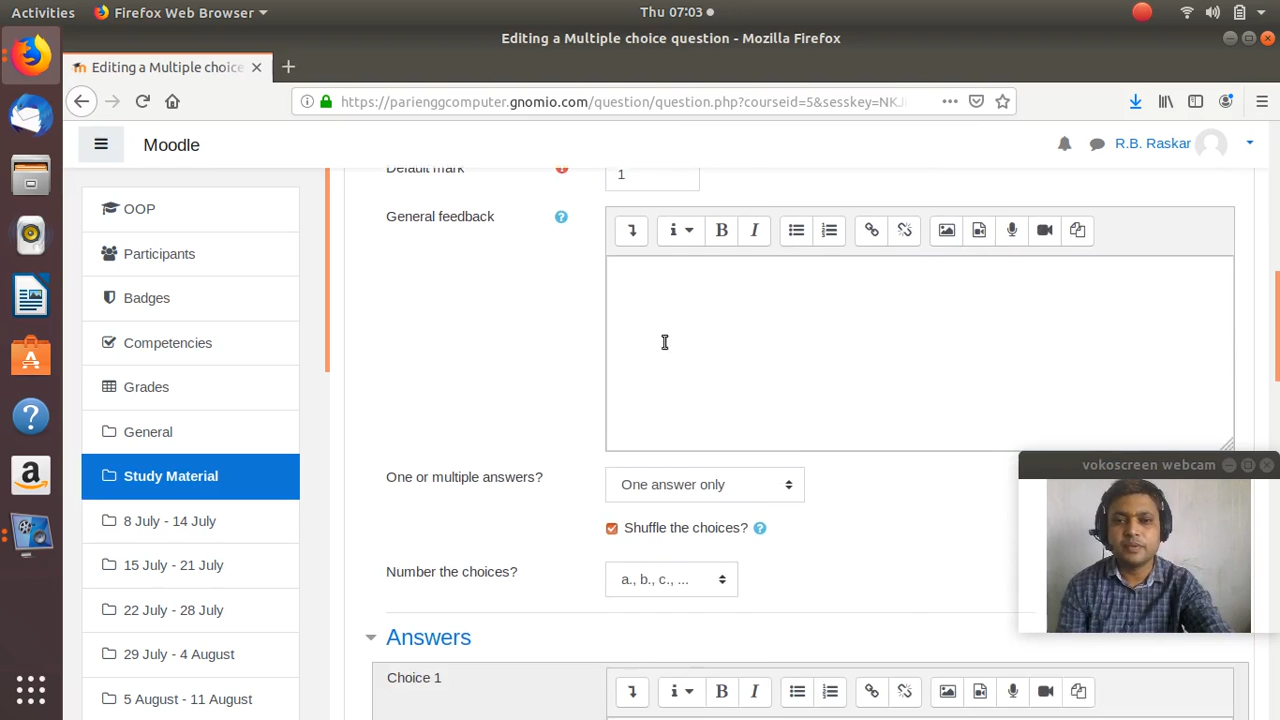 Activities Firefox Web Browser Thu 07:03
Editing a Multiple choice question - Mozilla Firefox
Editing a Multiple choice
https://parienggcomputer.gnomio.com/question/question.php?courseid=5&sesskey=NKJ
Moodle R.B. Raskar
OOP
Participants
Badges
Competencies
Grades
General
Study Material
8 July - 14 July
15 July - 21 July
22 July - 28 July
29 July - 4 August
5 August - 11 August
Default mark 1
General feedback
One or multiple answers? One answer only
Shuffle the choices?
Number the choices? a., b., c., ...
Answers
Choice 1
vokoscreen webcam